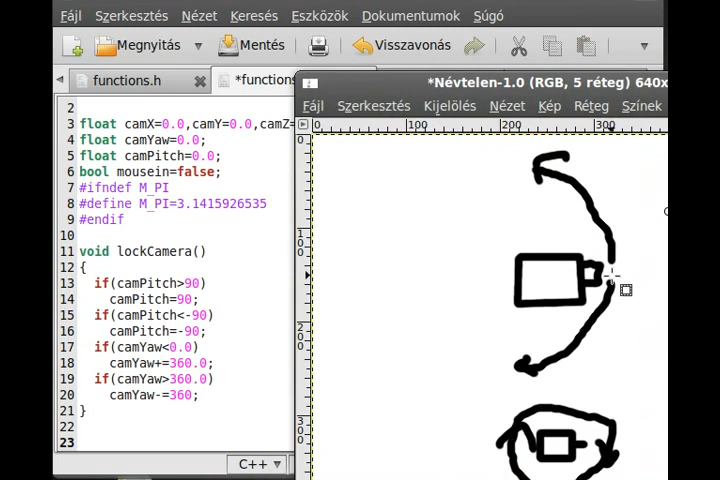 Fájl Szerkesztés Nézet Keresés Eszközök Dokumentumok Súgó
Megnyitás Mentés Visszavonás
functions.h *functions
*Névtelen-1.0 (RGB, 5 réteg) 640x
Fájl Szerkesztés Kijelölés Nézet Kép Réteg Színek
0 100 200 300
0
100
200
300
2
3 float camX=0.0,camY=0.0,camZ=
4 float camYaw=0.0;
5 float camPitch=0.0;
6 bool mousein=false;
7 #ifndef M_PI
8 #define M_PI=3.1415926535
9 #endif
10
11 void lockCamera()
12 {
13 if(camPitch>90)
14 camPitch=90;
15 if(camPitch<-90)
16 camPitch=-90;
17 if(camYaw<0.0)
18 camYaw+=360.0;
19 if(camYaw>360.0)
20 camYaw-=360;
21 }
22
23
C++